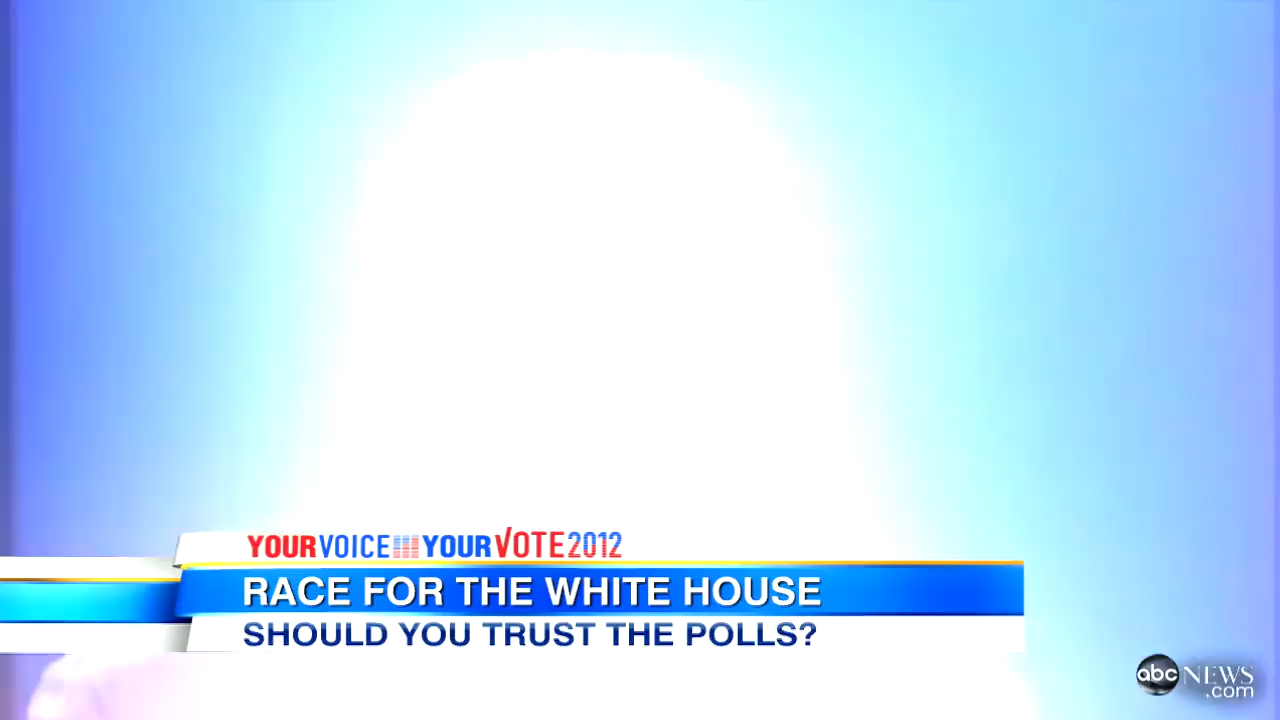 YOUR VOICE YOUR VOTE 2012
RACE FOR THE WHITE HOUSE
SHOULD YOU TRUST THE POLLS?
abc NEWS
.com